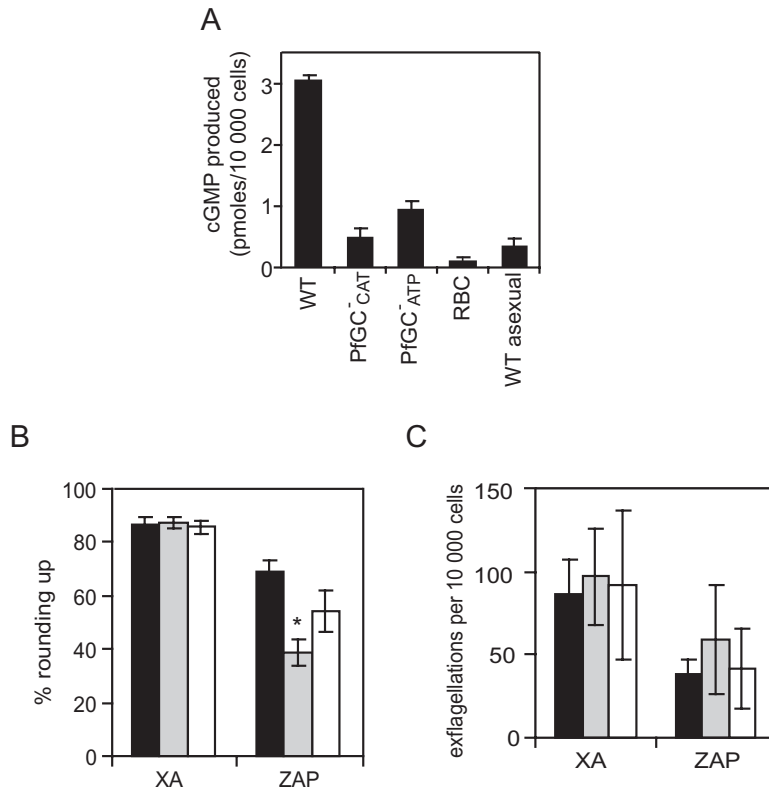 A
cGMP produced
(pmoles/10 000 cells)
3
2
1
0
WT
PfGC-CAT
PfGC-ATP
RBC
WT asexual
B
% rounding up
100
80
60
40
20
0
*
XA
ZAP
C
exflagellations per 10 000 cells
150
100
50
0
XA
ZAP